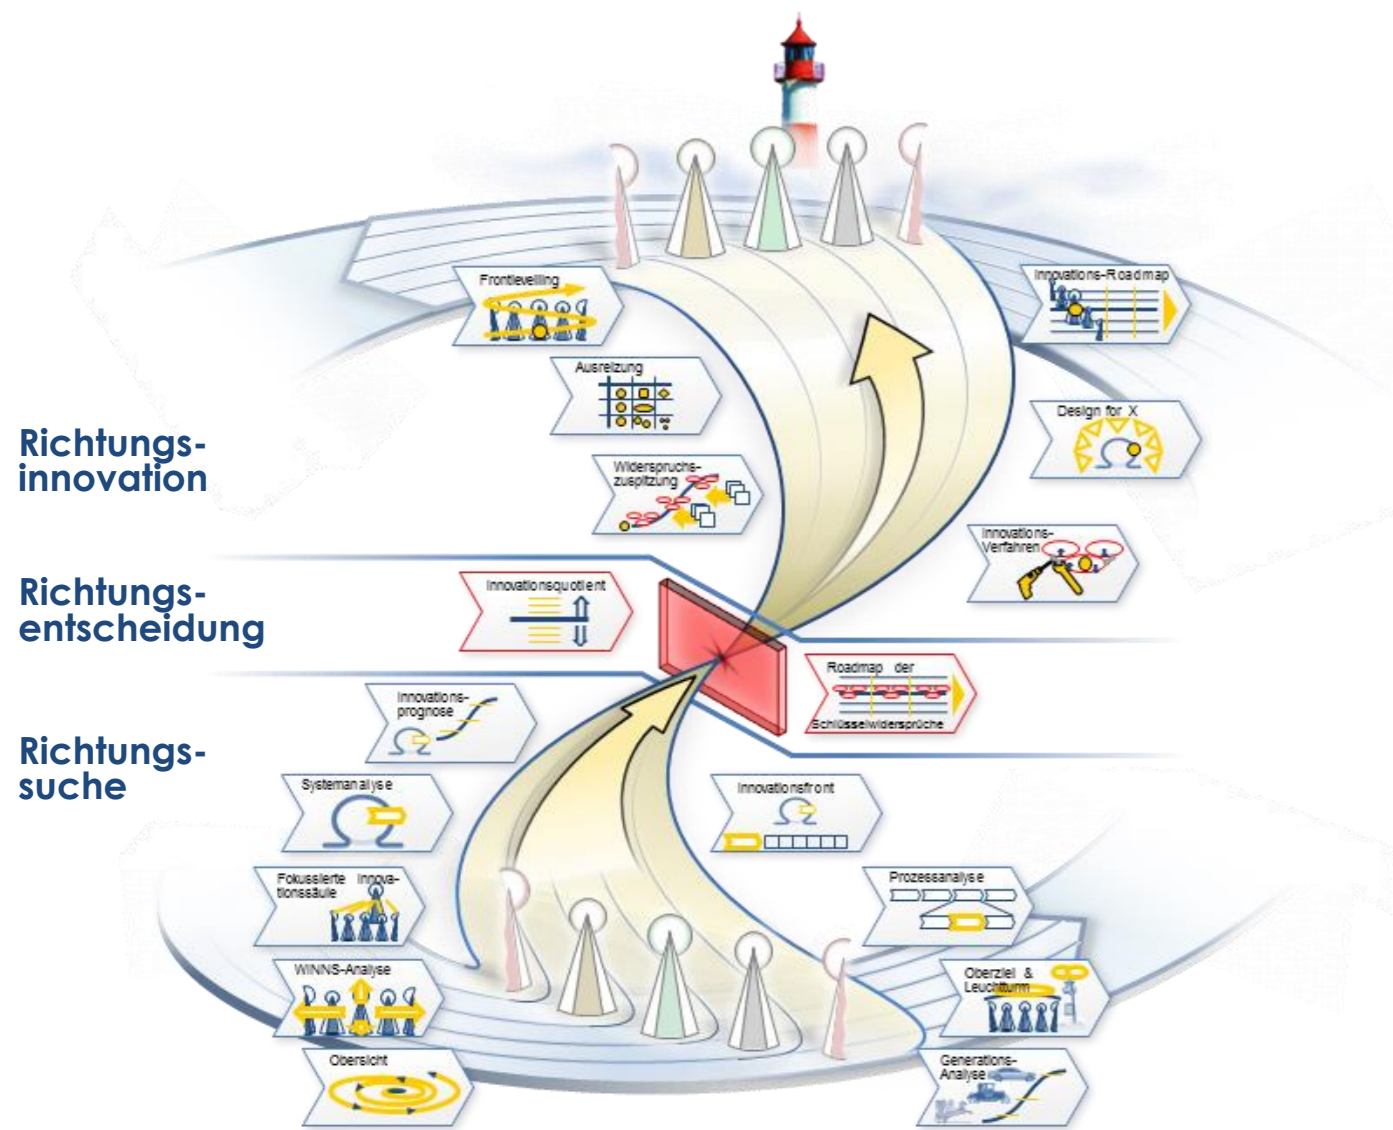 Frontlevelling
Innovations-Roadmap
Ausreizung
Design for X
Richtungs-
innovation
Widerspruchs-
zuspitzung
Innovations-
Verfahren
Richtungs-
entscheidung
Innovationsquotient
Roadmap der
Schlüsselwidersprüche
Richtungs-
suche
Innovations-
prognose
Systemanalyse
Innovationsfront
Fokussierte Innova-
tionssäule
Prozessanalyse
WINNS-Analyse
Oberziel &
Leuchtturm
Obersicht
Generations-
Analyse